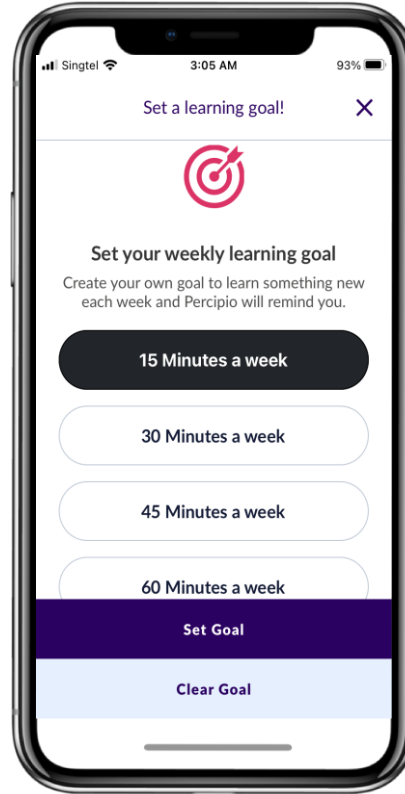 Singtel 3:05 AM 93%
Set a learning goal!
Set your weekly learning goal
Create your own goal to learn something new
each week and Percipio will remind you.
15 Minutes a week
30 Minutes a week
45 Minutes a week
60 Minutes a week
Set Goal
Clear Goal